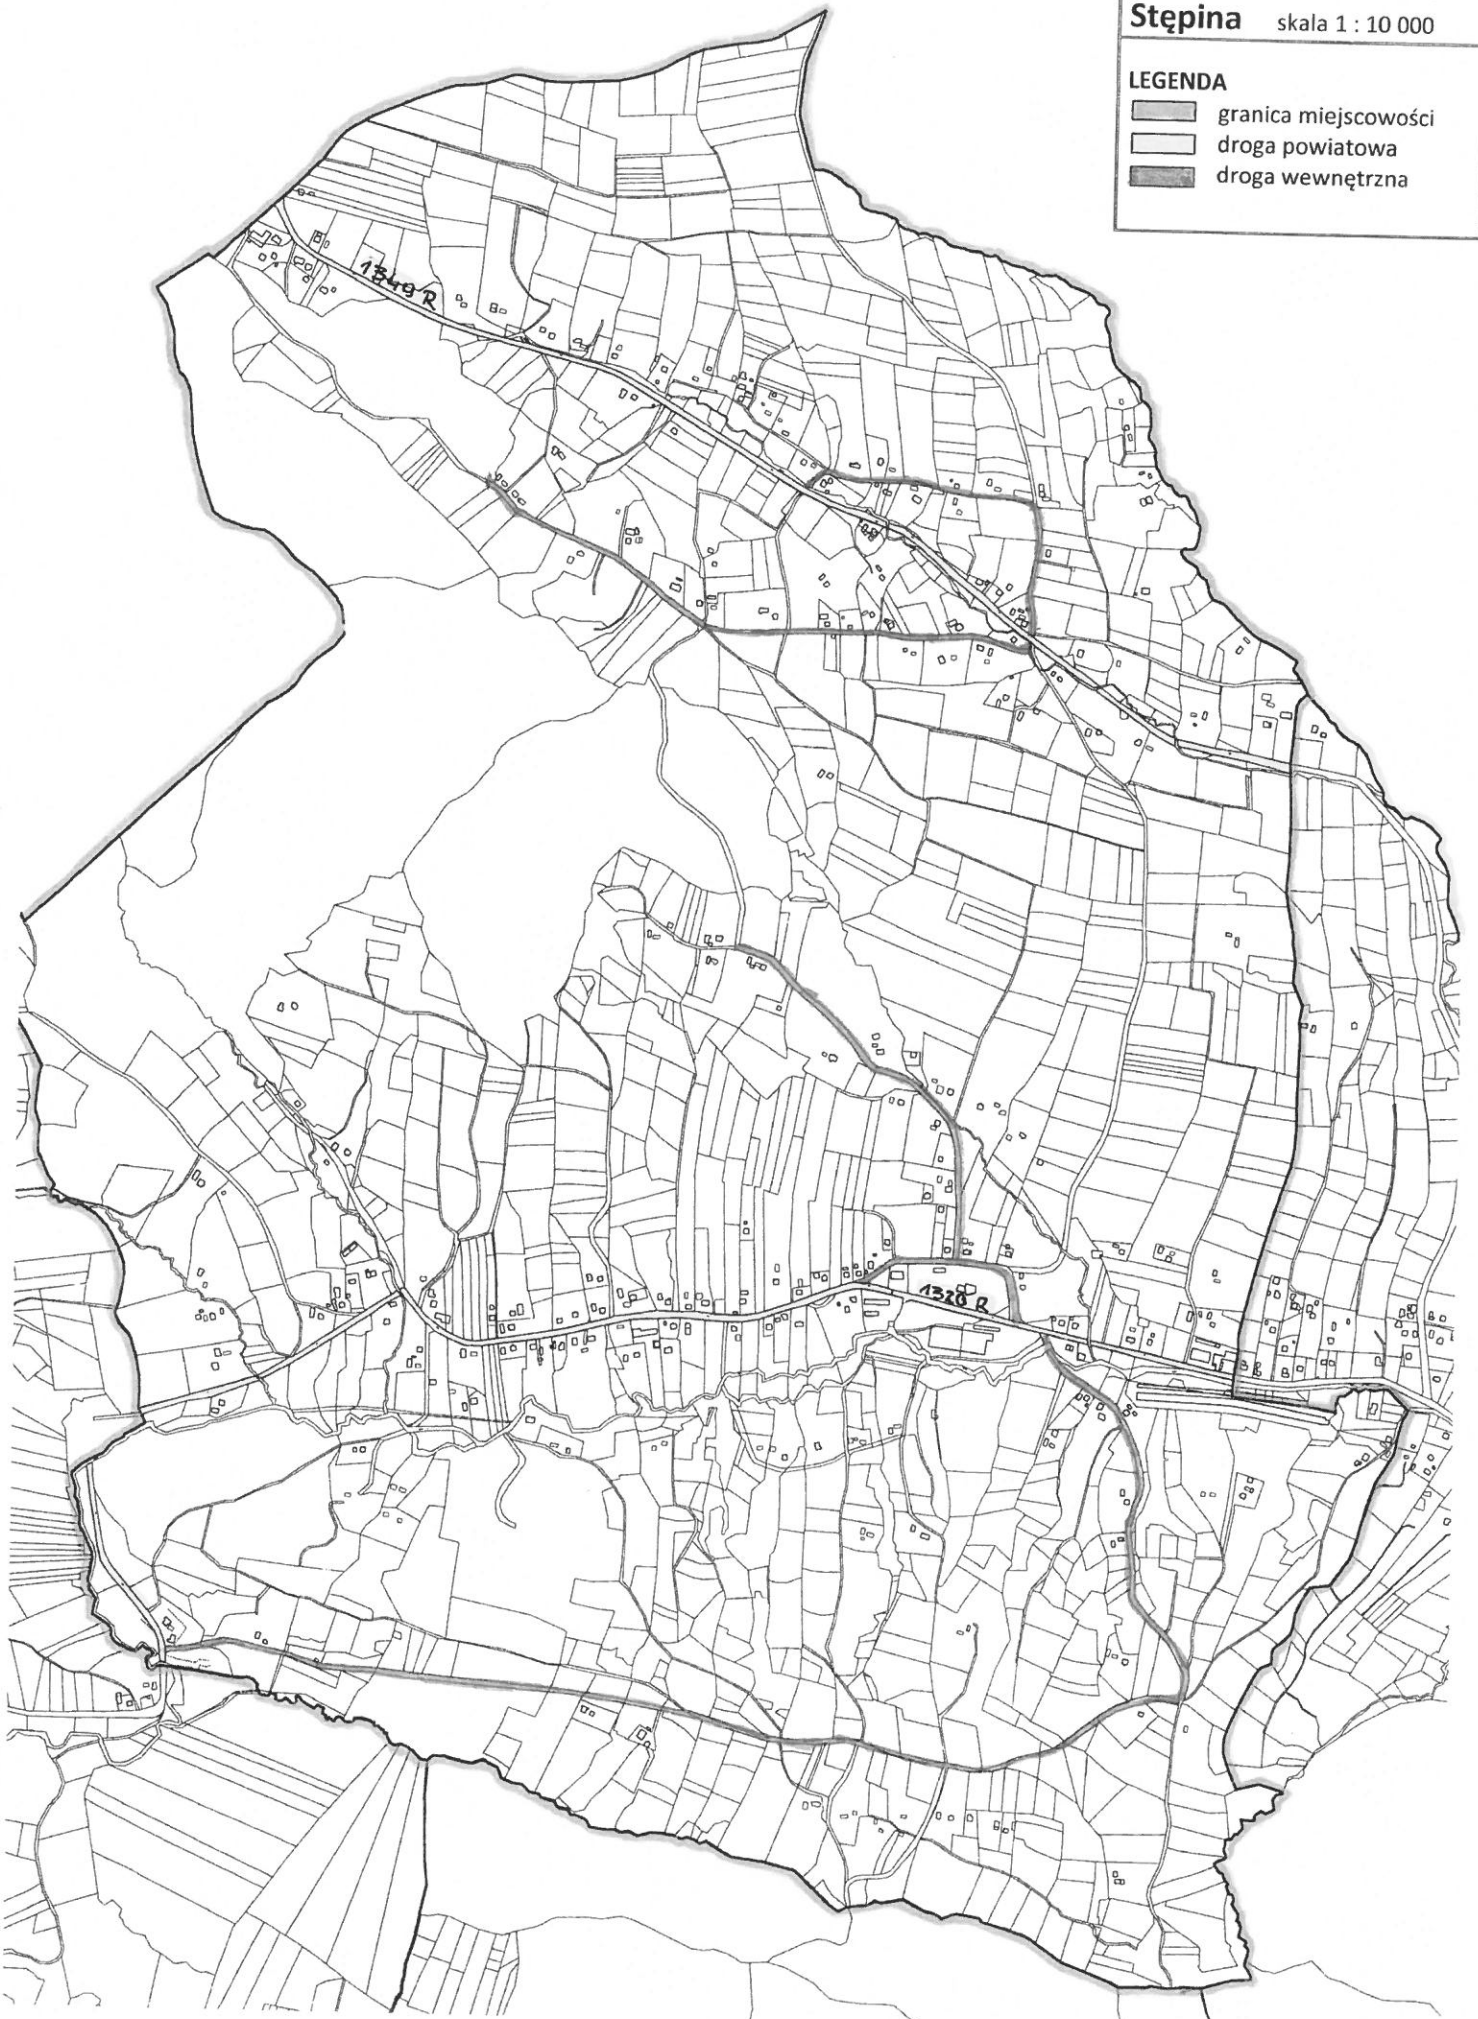 Stępina skala 1 : 10 000
LEGENDA
granica miejscowości
droga powiatowa
droga wewnętrzna
1349 R
1320 R